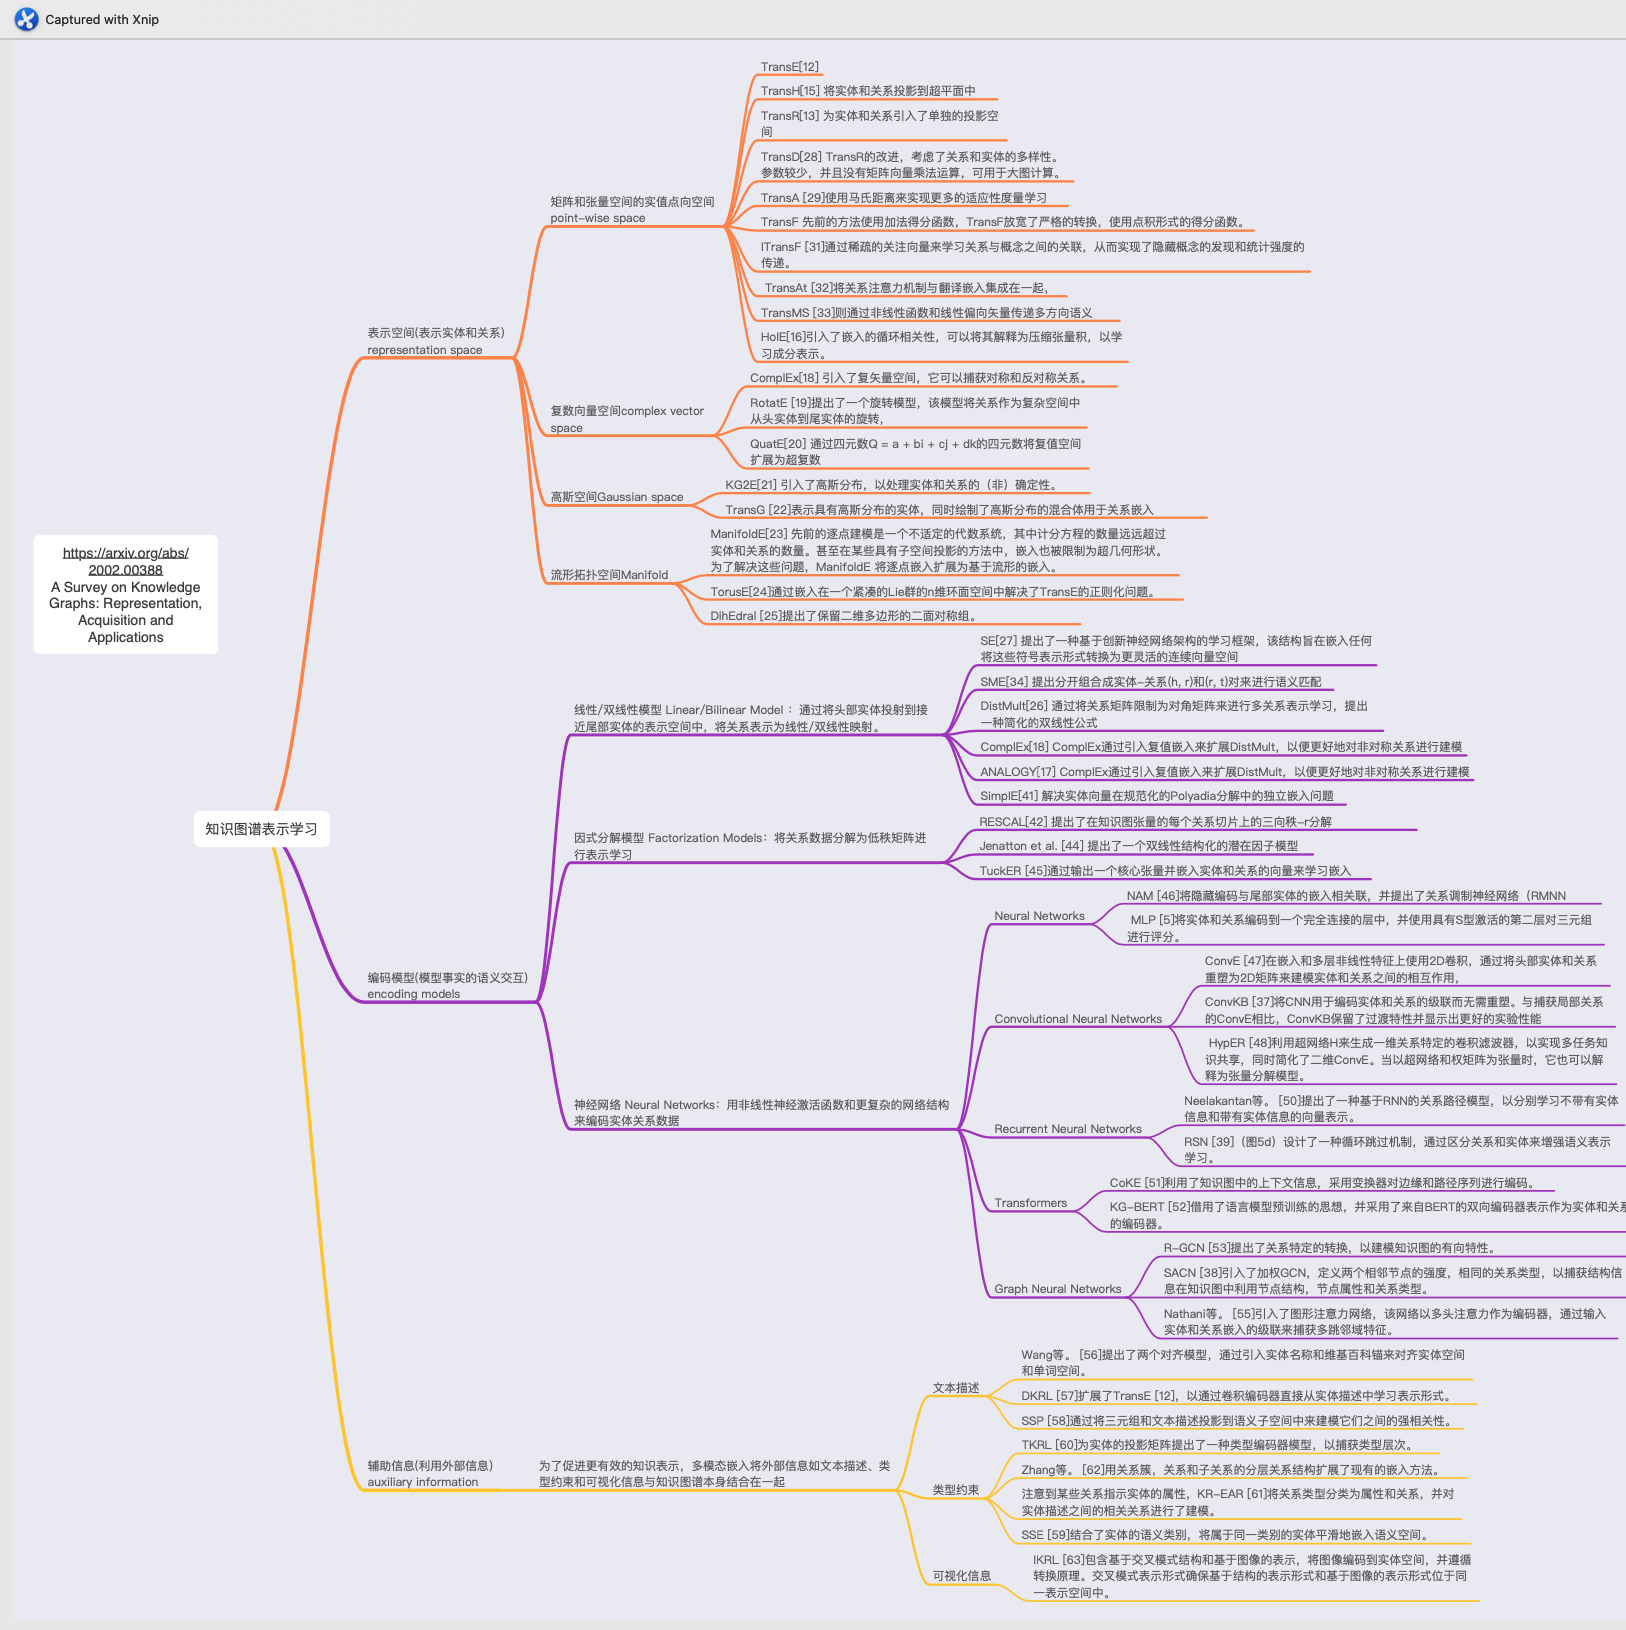 Captured with Xnip
https://arxiv.org/abs/
2002.00388
A Survey on Knowledge
Graphs: Representation,
Acquisition and
Applications
知识图谱表示学习
表示空间(表示实体和关系)
representation space
矩阵和张量空间的实值点向空间
point-wise space
TransE[12]
TransH[15] 将实体和关系投影到超平面中
TransR[13] 为实体和关系引入了单独的投影空
间
TransD[28] TransR的改进，考虑了关系和实体的多样性。
参数较少，并且没有矩阵向量乘法运算，可用于大图计算。
TransA [29]使用马氏距离来实现更多的适应性度量学习
TransF 先前的方法使用加法得分函数，TransF放宽了严格的转换，使用点积形式的得分函数。
ITransF [31]通过稀疏的关注向量来学习关系与概念之间的关联，从而实现了隐藏概念的发现和统计强度的
传递。
TransAt [32]将关系注意力机制与翻译嵌入集成在一起，
TransMS [33]则通过非线性函数和线性偏向矢量传递多方向语义
HolE[16]引入了嵌入的循环相关性，可以将其解释为压缩张量积，以学
习成分表示。
复数向量空间complex vector
space
ComplEx[18] 引入了复矢量空间，它可以捕获对称和反对称关系。
RotatE [19]提出了一个旋转模型，该模型将关系作为复杂空间中
从头实体到尾实体的旋转，
QuatE[20] 通过四元数Q = a + bi + cj + dk的四元数将复值空间
扩展为超复数
高斯空间Gaussian space
KG2E[21] 引入了高斯分布，以处理实体和关系的（非）确定性。
TransG [22]表示具有高斯分布的实体，同时绘制了高斯分布的混合体用于关系嵌入
流形拓扑空间Manifold
ManifoldE[23] 先前的逐点建模是一个不适定的代数系统，其中计分方程的数量远远超过
实体和关系的数量。甚至在某些具有子空间投影的方法中，嵌入也被限制为超几何形状。
为了解决这些问题，ManifoldE 将逐点嵌入扩展为基于流形的嵌入。
TorusE[24]通过嵌入在一个紧凑的Lie群的n维环面空间中解决了TransE的正则化问题。
DihEdral [25]提出了保留二维多边形的二面对称组。
编码模型(模型事实的语义交互)
encoding models
线性/双线性模型 Linear/Bilinear Model ：通过将头部实体投射到接
近尾部实体的表示空间中，将关系表示为线性/双线性映射。
SE[27] 提出了一种基于创新神经网络架构的学习框架，该结构旨在嵌入任何
将这些符号表示形式转换为更灵活的连续向量空间
SME[34] 提出分开组合成实体-关系(h, r)和(r, t)对来进行语义匹配
DistMult[26] 通过将关系矩阵限制为对角矩阵来进行多关系表示学习，提出
一种简化的双线性公式
ComplEx[18] ComplEx通过引入复值嵌入来扩展DistMult，以便更好地对非对称关系进行建模
ANALOGY[17] ComplEx通过引入复值嵌入来扩展DistMult，以便更好地对非对称关系进行建模
SimplE[41] 解决实体向量在规范化的Polyadia分解中的独立嵌入问题
因式分解模型 Factorization Models：将关系数据分解为低秩矩阵进
行表示学习
RESCAL[42] 提出了在知识图张量的每个关系切片上的三向秩-r分解
Jenatton et al. [44] 提出了一个双线性结构化的潜在因子模型
TuckER [45]通过输出一个核心张量并嵌入实体和关系的向量来学习嵌入
神经网络 Neural Networks：用非线性神经激活函数和更复杂的网络结构
来编码实体关系数据
Neural Networks
NAM [46]将隐藏编码与尾部实体的嵌入相关联，并提出了关系调制神经网络（RMNN
MLP [5]将实体和关系编码到一个完全连接的层中，并使用具有S型激活的第二层对三元组
进行评分。
Convolutional Neural Networks
ConvE [47]在嵌入和多层非线性特征上使用2D卷积，通过将头部实体和关系
重塑为2D矩阵来建模实体和关系之间的相互作用，
ConvKB [37]将CNN用于编码实体和关系的级联而无需重塑。与捕获局部关系
的ConvE相比，ConvKB保留了过渡特性并显示出更好的实验性能
HypER [48]利用超网络H来生成一维关系特定的卷积滤波器，以实现多任务知
识共享，同时简化了二维ConvE。当以超网络和权矩阵为张量时，它也可以解
释为张量分解模型。
Recurrent Neural Networks
Neelakantan等。 [50]提出了一种基于RNN的关系路径模型，以分别学习不带有实体
信息和带有实体信息的向量表示。
RSN [39]（图5d）设计了一种循环跳过机制，通过区分关系和实体来增强语义表示
学习。
Transformers
CoKE [51]利用了知识图中的上下文信息，采用变换器对边缘和路径序列进行编码。
KG-BERT [52]借用了语言模型预训练的思想，并采用了来自BERT的双向编码器表示作为实体和关系
的编码器。
Graph Neural Networks
R-GCN [53]提出了关系特定的转换，以建模知识图的有向特性。
SACN [38]引入了加权GCN，定义两个相邻节点的强度，相同的关系类型，以捕获结构信
息在知识图中利用节点结构，节点属性和关系类型。
Nathani等。 [55]引入了图形注意力网络，该网络以多头注意力作为编码器，通过输入
实体和关系嵌入的级联来捕获多跳邻域特征。
辅助信息(利用外部信息)
auxiliary information
为了促进更有效的知识表示，多模态嵌入将外部信息如文本描述、类
型约束和可视化信息与知识图谱本身结合在一起
文本描述
Wang等。 [56]提出了两个对齐模型，通过引入实体名称和维基百科锚来对齐实体空间
和单词空间。
DKRL [57]扩展了TransE [12]，以通过卷积编码器直接从实体描述中学习表示形式。
SSP [58]通过将三元组和文本描述投影到语义子空间中来建模它们之间的强相关性。
类型约束
TKRL [60]为实体的投影矩阵提出了一种类型编码器模型，以捕获类型层次。
Zhang等。 [62]用关系簇，关系和子关系的分层关系结构扩展了现有的嵌入方法。
注意到某些关系指示实体的属性，KR-EAR [61]将关系类型分类为属性和关系，并对
实体描述之间的相关关系进行了建模。
SSE [59]结合了实体的语义类别，将属于同一类别的实体平滑地嵌入语义空间。
可视化信息
IKRL [63]包含基于交叉模式结构和基于图像的表示，将图像编码到实体空间，并遵循
转换原理。交叉模式表示形式确保基于结构的表示形式和基于图像的表示形式位于同
一表示空间中。